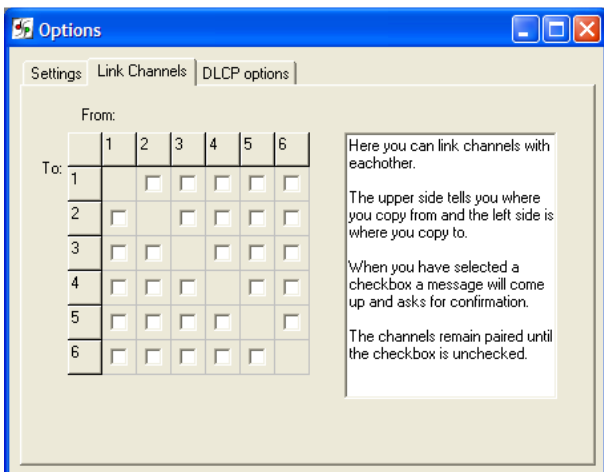 Options
Settings Link Channels DLCP options
From:
1 2 3 4 5 6
To:
1
2
3
4
5
6
Here you can link channels with
eachother.
The upper side tells you where
you copy from and the left side is
where you copy to.
When you have selected a
checkbox a message will come
up and asks for confirmation.
The channels remain paired until
the checkbox is unchecked.